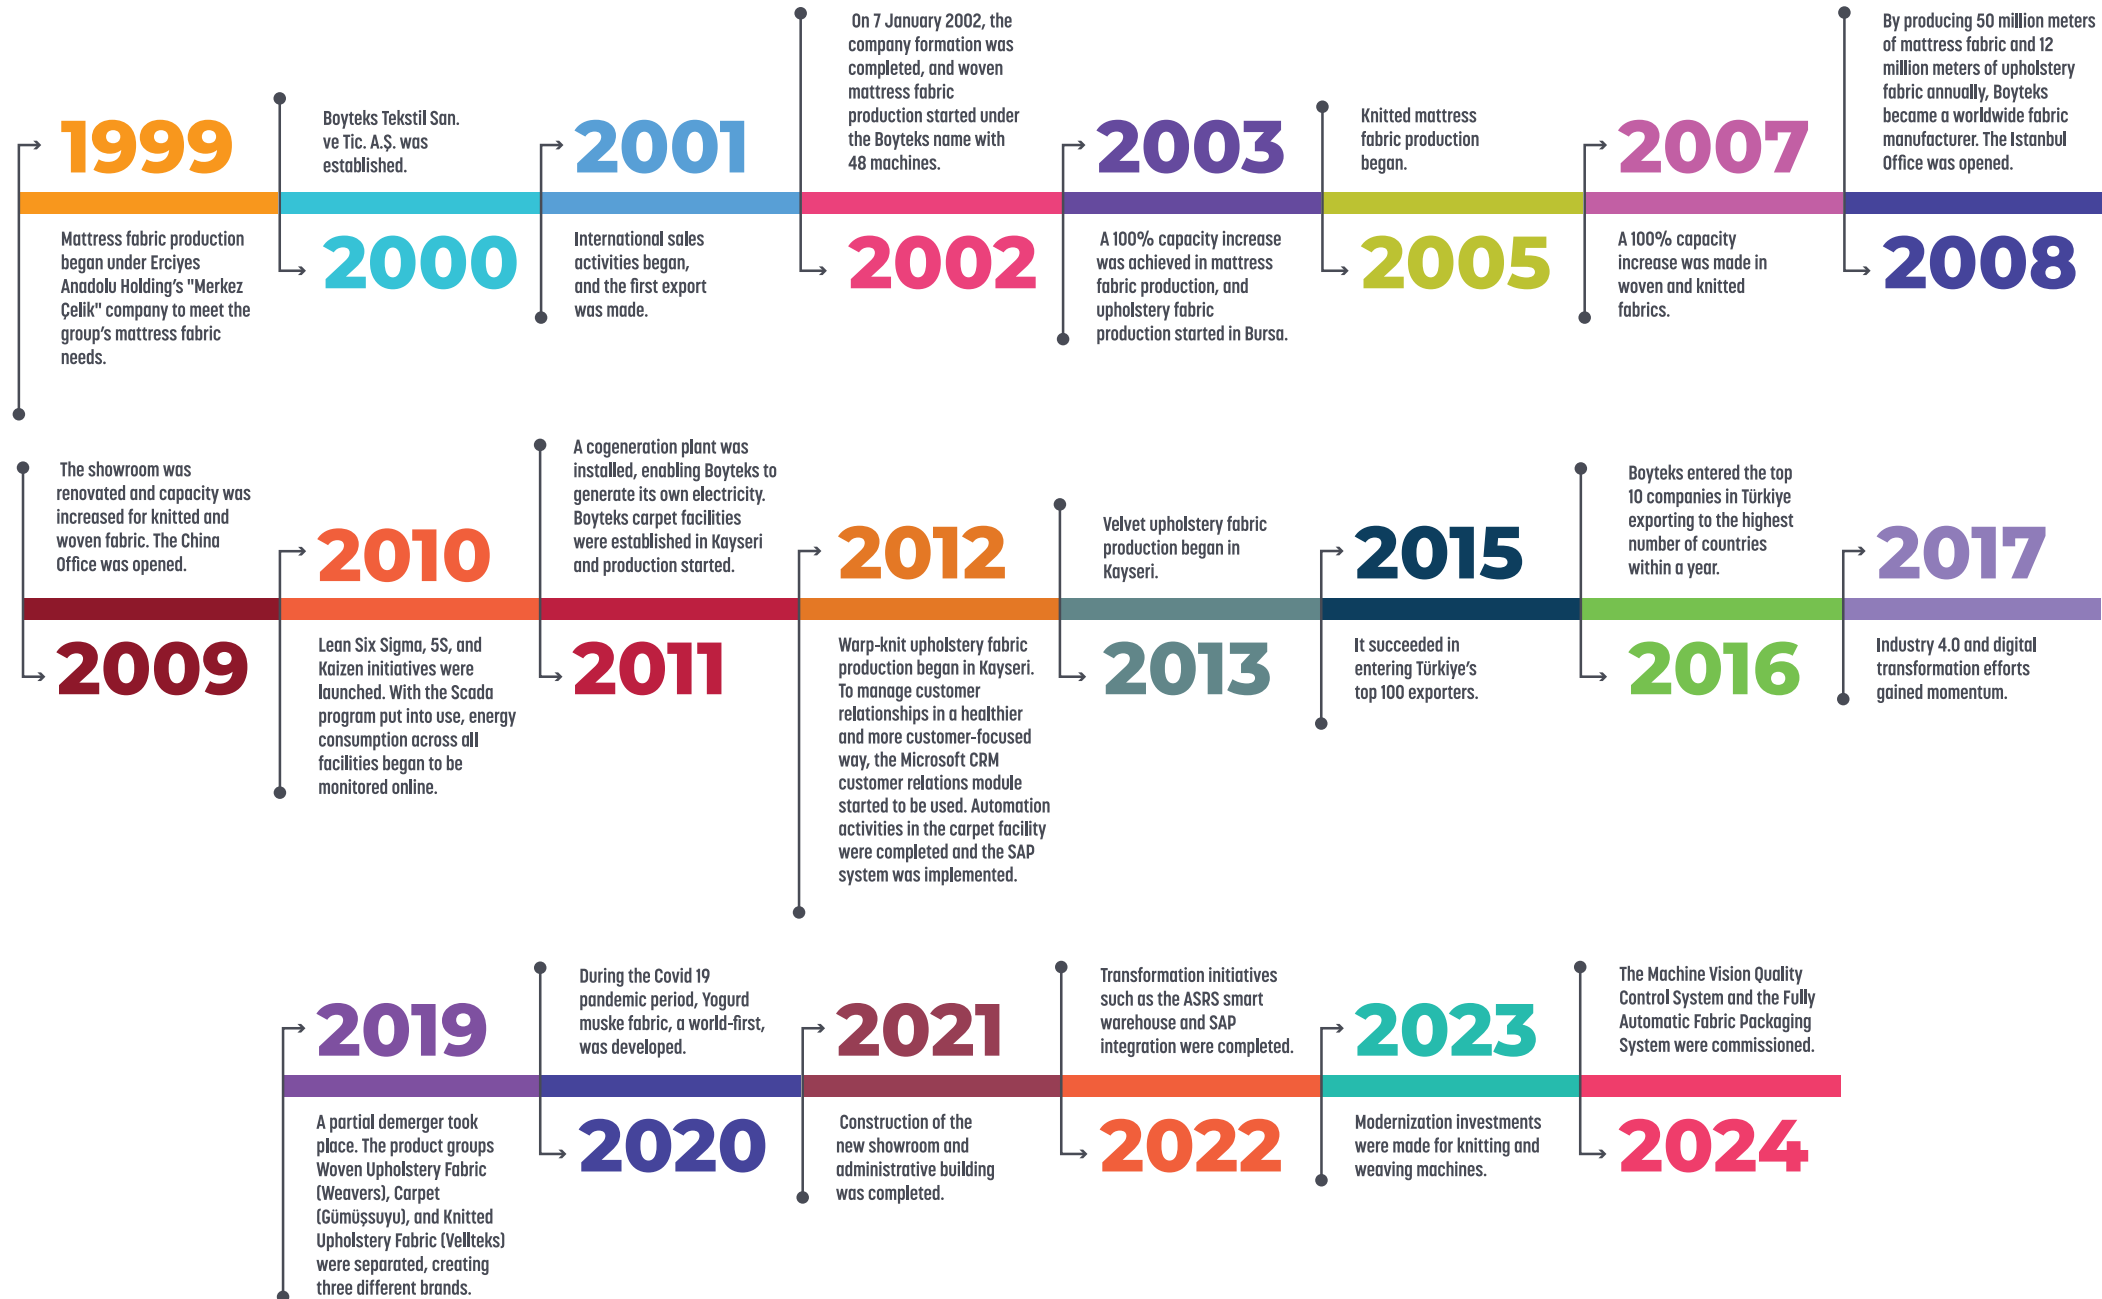 1999
Mattress fabric production
began under Erciyes
Anadolu Holding's "Merkez
Çelik" company to meet the
group's mattress fabric
needs.
Boyteks Tekstil San.
ve Tic. A.Ş. was
established.
2000
2001
International sales
activities began,
and the first export
was made.
On 7 January 2002, the
company formation was
completed, and woven
mattress fabric
production started under
the Boyteks name with
48 machines.
2002
2003
A 100% capacity increase
was achieved in mattress
fabric production, and
upholstery fabric
production started in Bursa.
Knitted mattress
fabric production
began.
2005
2007
A 100% capacity
increase was made in
woven and knitted
fabrics.
By producing 50 million meters
of mattress fabric and 12
million meters of upholstery
fabric annually, Boyteks
became a worldwide fabric
manufacturer. The Istanbul
Office was opened.
2008
The showroom was
renovated and capacity was
increased for knitted and
woven fabric. The China
Office was opened.
2009
2010
Lean Six Sigma, 5S, and
Kaizen initiatives were
launched. With the Scada
program put into use, energy
consumption across all
facilities began to be
monitored online.
A cogeneration plant was
installed, enabling Boyteks to
generate its own electricity.
Boyteks carpet facilities
were established in Kayseri
and production started.
2011
2012
Warp-knit upholstery fabric
production began in Kayseri.
To manage customer
relationships in a healthier
and more customer-focused
way, the Microsoft CRM
customer relations module
started to be used. Automation
activities in the carpet facility
were completed and the SAP
system was implemented.
Velvet upholstery fabric
production began in
Kayseri.
2013
2015
It succeeded in
entering Türkiye's
top 100 exporters.
Boyteks entered the top
10 companies in Türkiye
exporting to the highest
number of countries
within a year.
2016
2017
Industry 4.0 and digital
transformation efforts
gained momentum.
2019
A partial demerger took
place. The product groups
Woven Upholstery Fabric
(Weavers), Carpet
(Gümüşsuyu), and Knitted
Upholstery Fabric (Vellteks)
were separated, creating
three different brands.
During the Covid 19
pandemic period, Yogurd
muske fabric, a world-first,
was developed.
2020
2021
Construction of the
new showroom and
administrative building
was completed.
Transformation initiatives
such as the ASRS smart
warehouse and SAP
integration were completed.
2022
2023
Modernization investments
were made for knitting and
weaving machines.
The Machine Vision Quality
Control System and the Fully
Automatic Fabric Packaging
System were commissioned.
2024